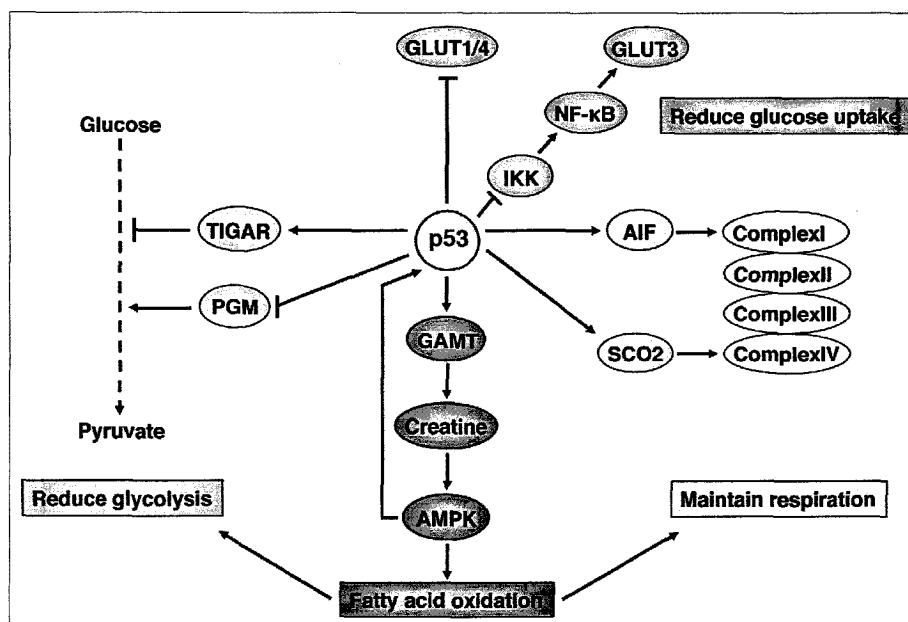 GLUT1/4
GLUT3
NF-κB
Reduce glucose uptake
Glucose
IKK
TIGAR
p53
AIF
ComplexI
ComplexII
PGM
ComplexIII
GAMT
SCO2
ComplexIV
Creatine
Pyruvate
Reduce glycolysis
Maintain respiration
AMPK
Fatty acid oxidation